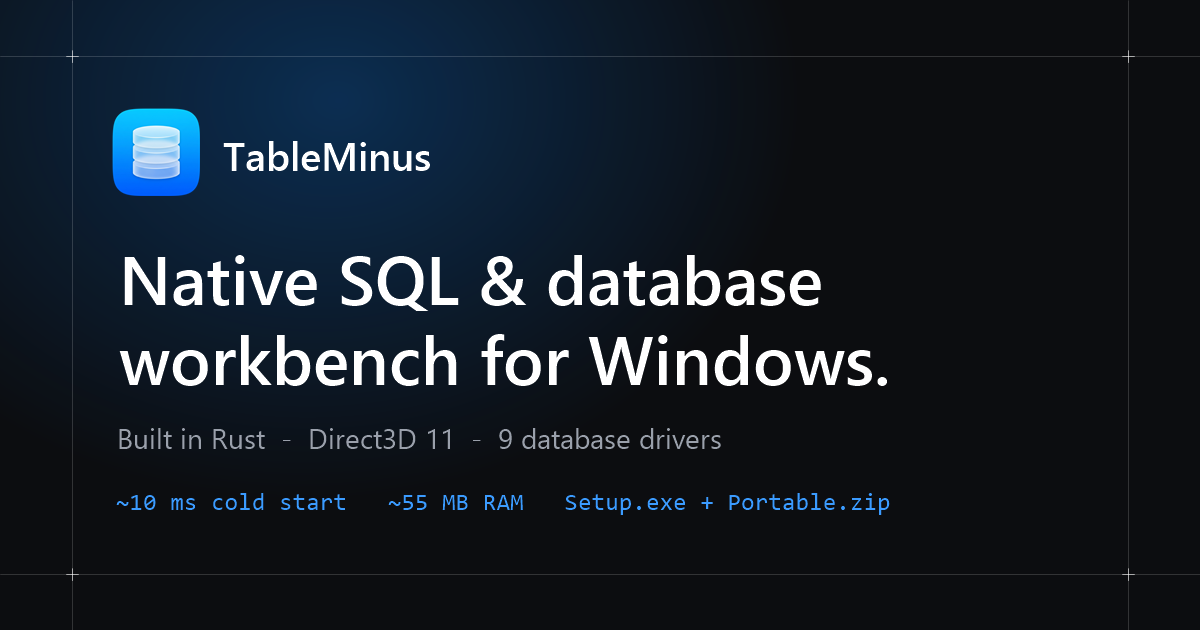 TableMinus
Native SQL & database
workbench for Windows.
Built in Rust - Direct3D 11 - 9 database drivers
~10 ms cold start ~55 MB RAM Setup.exe + Portable.zip